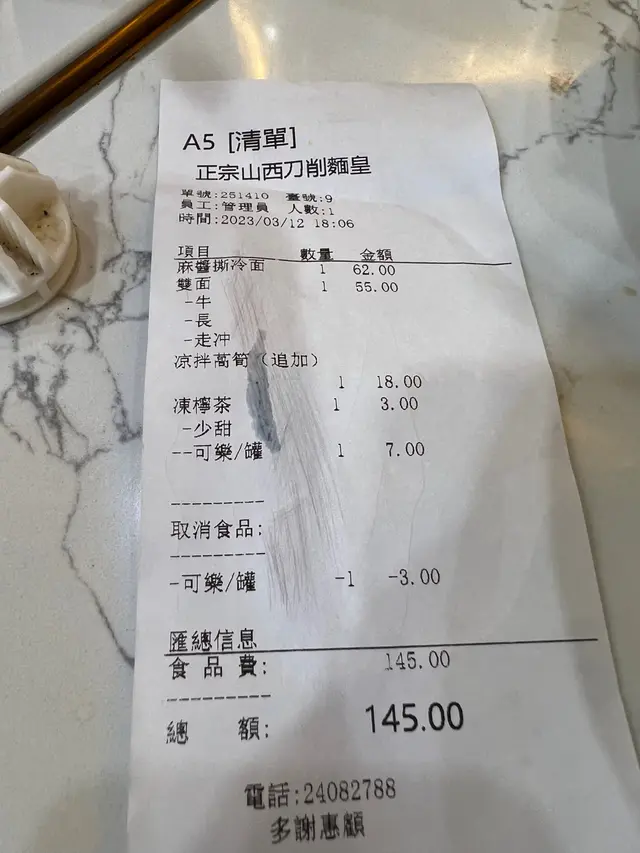 A5 [清單]
正宗山西刀削麵皇
單號:251410 臺號:9
員工:管理員 人數:1
時間:2023/03/12 18:06
項目 數量 金額
麻醬撕冷面 1 62.00
雙面 1 55.00
-牛
-長
-走冲
凉拌萵筍(追加)
1 18.00
凍檸茶 1 3.00
-少甜
--可樂/罐 1 7.00
---------
取消食品:
---------
-可樂/罐 -1 -3.00
匯總信息
食品費: 145.00
---------
總 額: 145.00
電話:24082788
多謝惠顧